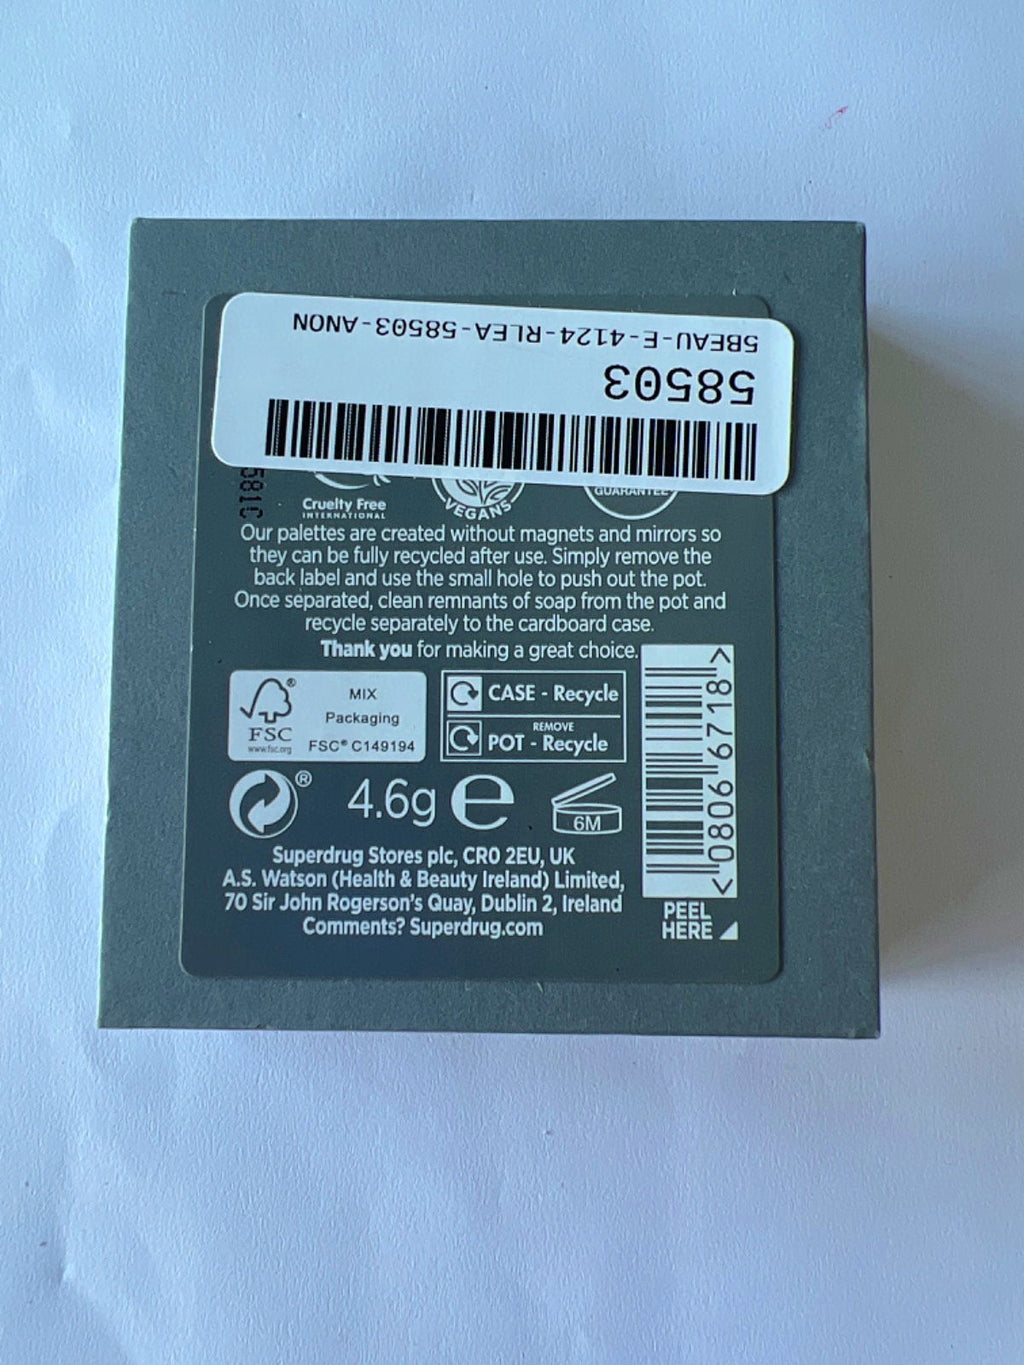 5BEAU-E-4124-RLEA-58503-ANON
58503
Cruelty Free
INTERNATIONAL
VEGANS
GUARANTEE
Our palettes are created without magnets and mirrors so
they can be fully recycled after use. Simply remove the
back label and use the small hole to push out the pot.
Once separated, clean remnants of soap from the pot and
recycle separately to the cardboard case.
Thank you for making a great choice.
FSC®
www.fsc.org
MIX
Packaging
FSC® C149194
CASE - Recycle
REMOVE
POT - Recycle
® 4.6g e 6M
<0806 6718>
Superdrug Stores plc, CR0 2EU, UK
A.S. Watson (Health & Beauty Ireland) Limited,
70 Sir John Rogerson's Quay, Dublin 2, Ireland
Comments? Superdrug.com
PEEL
HERE